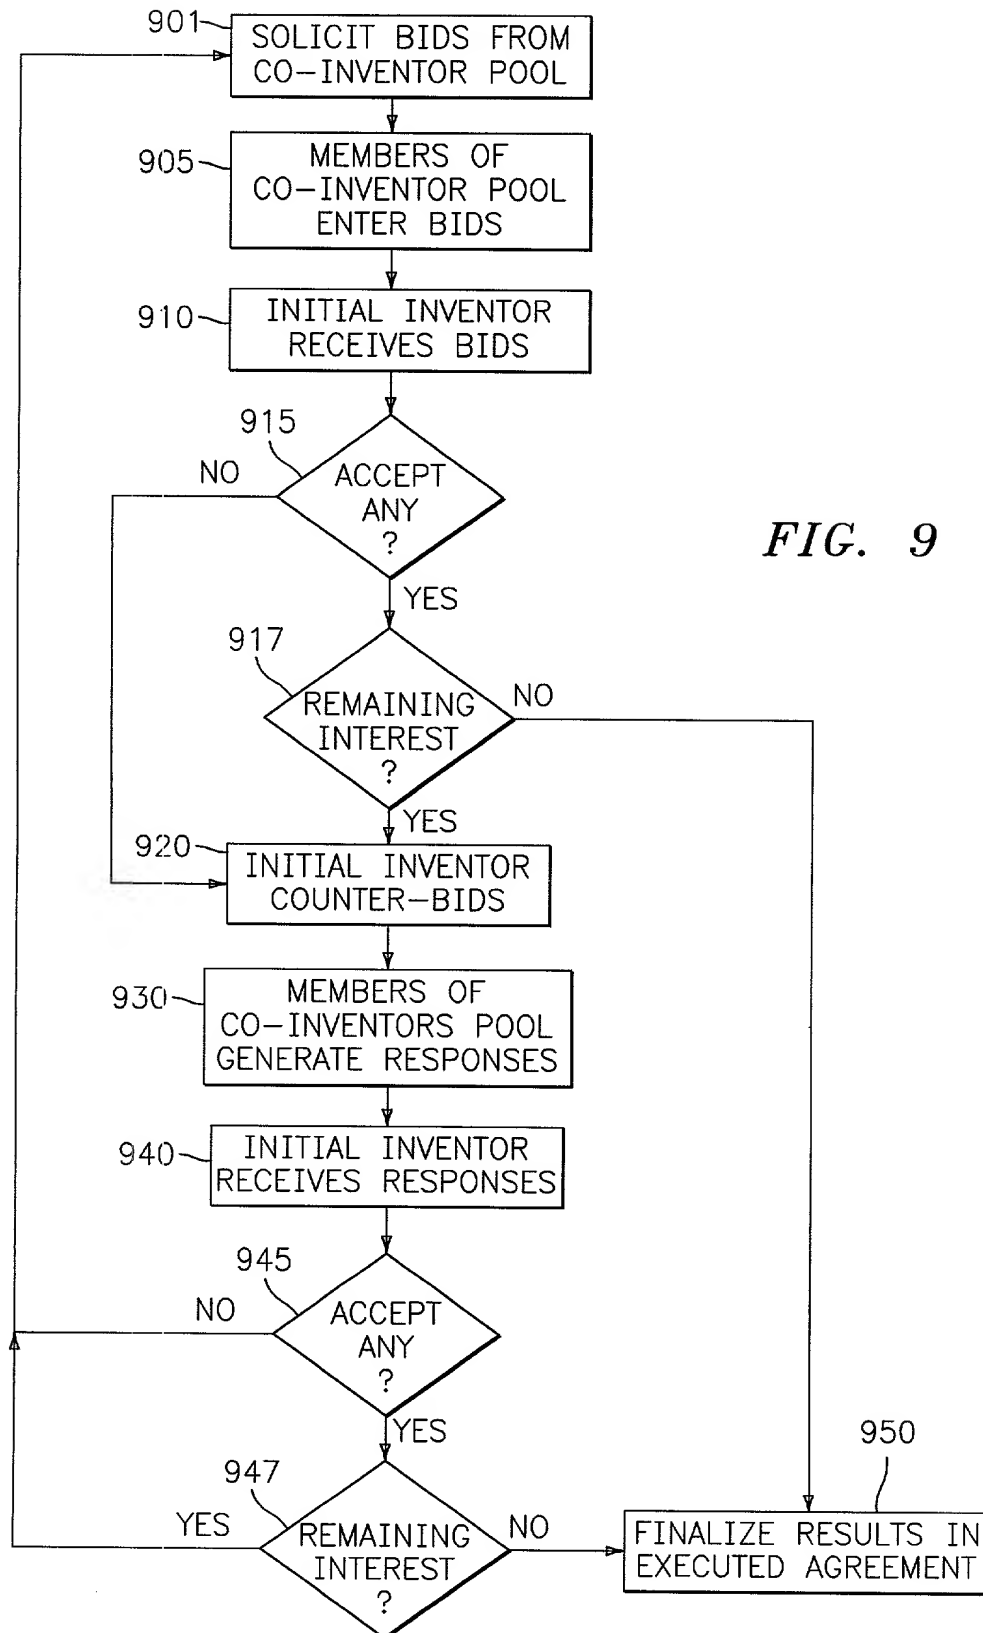 901
SOLICIT BIDS FROM
CO-INVENTOR POOL
905
MEMBERS OF
CO-INVENTOR POOL
ENTER BIDS
910
INITIAL INVENTOR
RECEIVES BIDS
915
NO
ACCEPT
ANY
?
FIG. 9
YES
917
REMAINING
INTEREST
?
NO
YES
920
INITIAL INVENTOR
COUNTER-BIDS
930
MEMBERS OF
CO-INVENTORS POOL
GENERATE RESPONSES
940
INITIAL INVENTOR
RECEIVES RESPONSES
945
NO
ACCEPT
ANY
?
YES
947
YES
REMAINING
INTEREST
?
NO
950
FINALIZE RESULTS IN
EXECUTED AGREEMENT